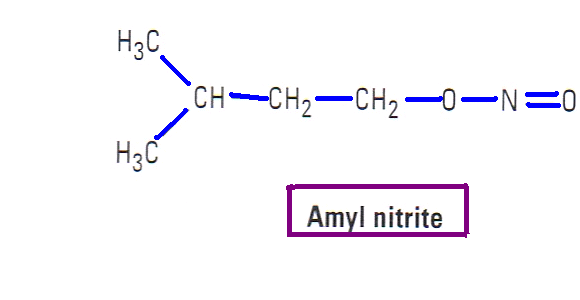 H3C
CH CH2 CH2 O N O
H3C
Amyl nitrite